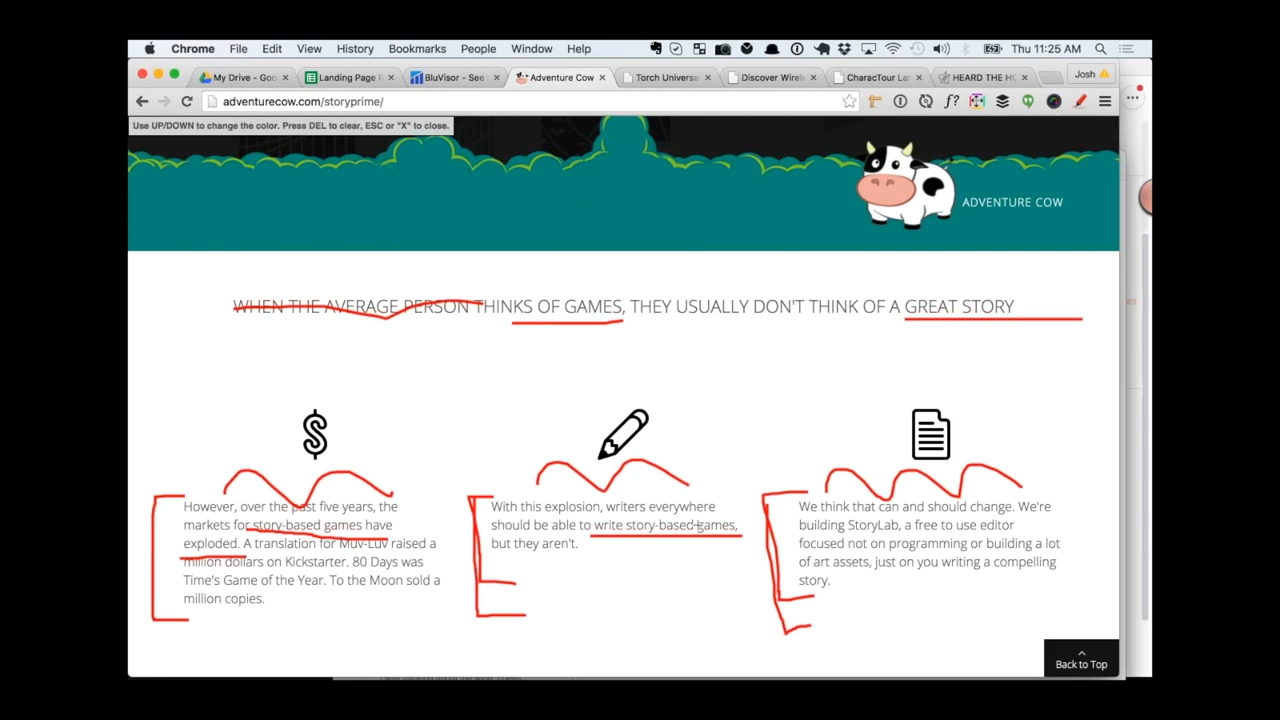 Chrome File Edit View History Bookmarks People Window Help Thu 11:25 AM
My Drive - Goo Landing Page R BluVisor - See Adventure Cow Torch Universa Discover Wirele CharacTour La HEARD THE HO Josh
adventurecow.com/storyprime/ f?
Use UP/DOWN to change the color. Press DEL to clear, ESC or "X" to close.
ADVENTURE COW
WHEN THE AVERAGE PERSON THINKS OF GAMES, THEY USUALLY DON'T THINK OF A GREAT STORY
However, over the past five years, the
markets for story-based games have
exploded. A translation for Muv-Luv raised a
million dollars on Kickstarter. 80 Days was
Time's Game of the Year. To the Moon sold a
million copies.
With this explosion, writers everywhere
should be able to write story-based games,
but they aren't.
We think that can and should change. We're
building StoryLab, a free to use editor
focused not on programming or building a lot
of art assets, just on you writing a compelling
story.
Back to Top